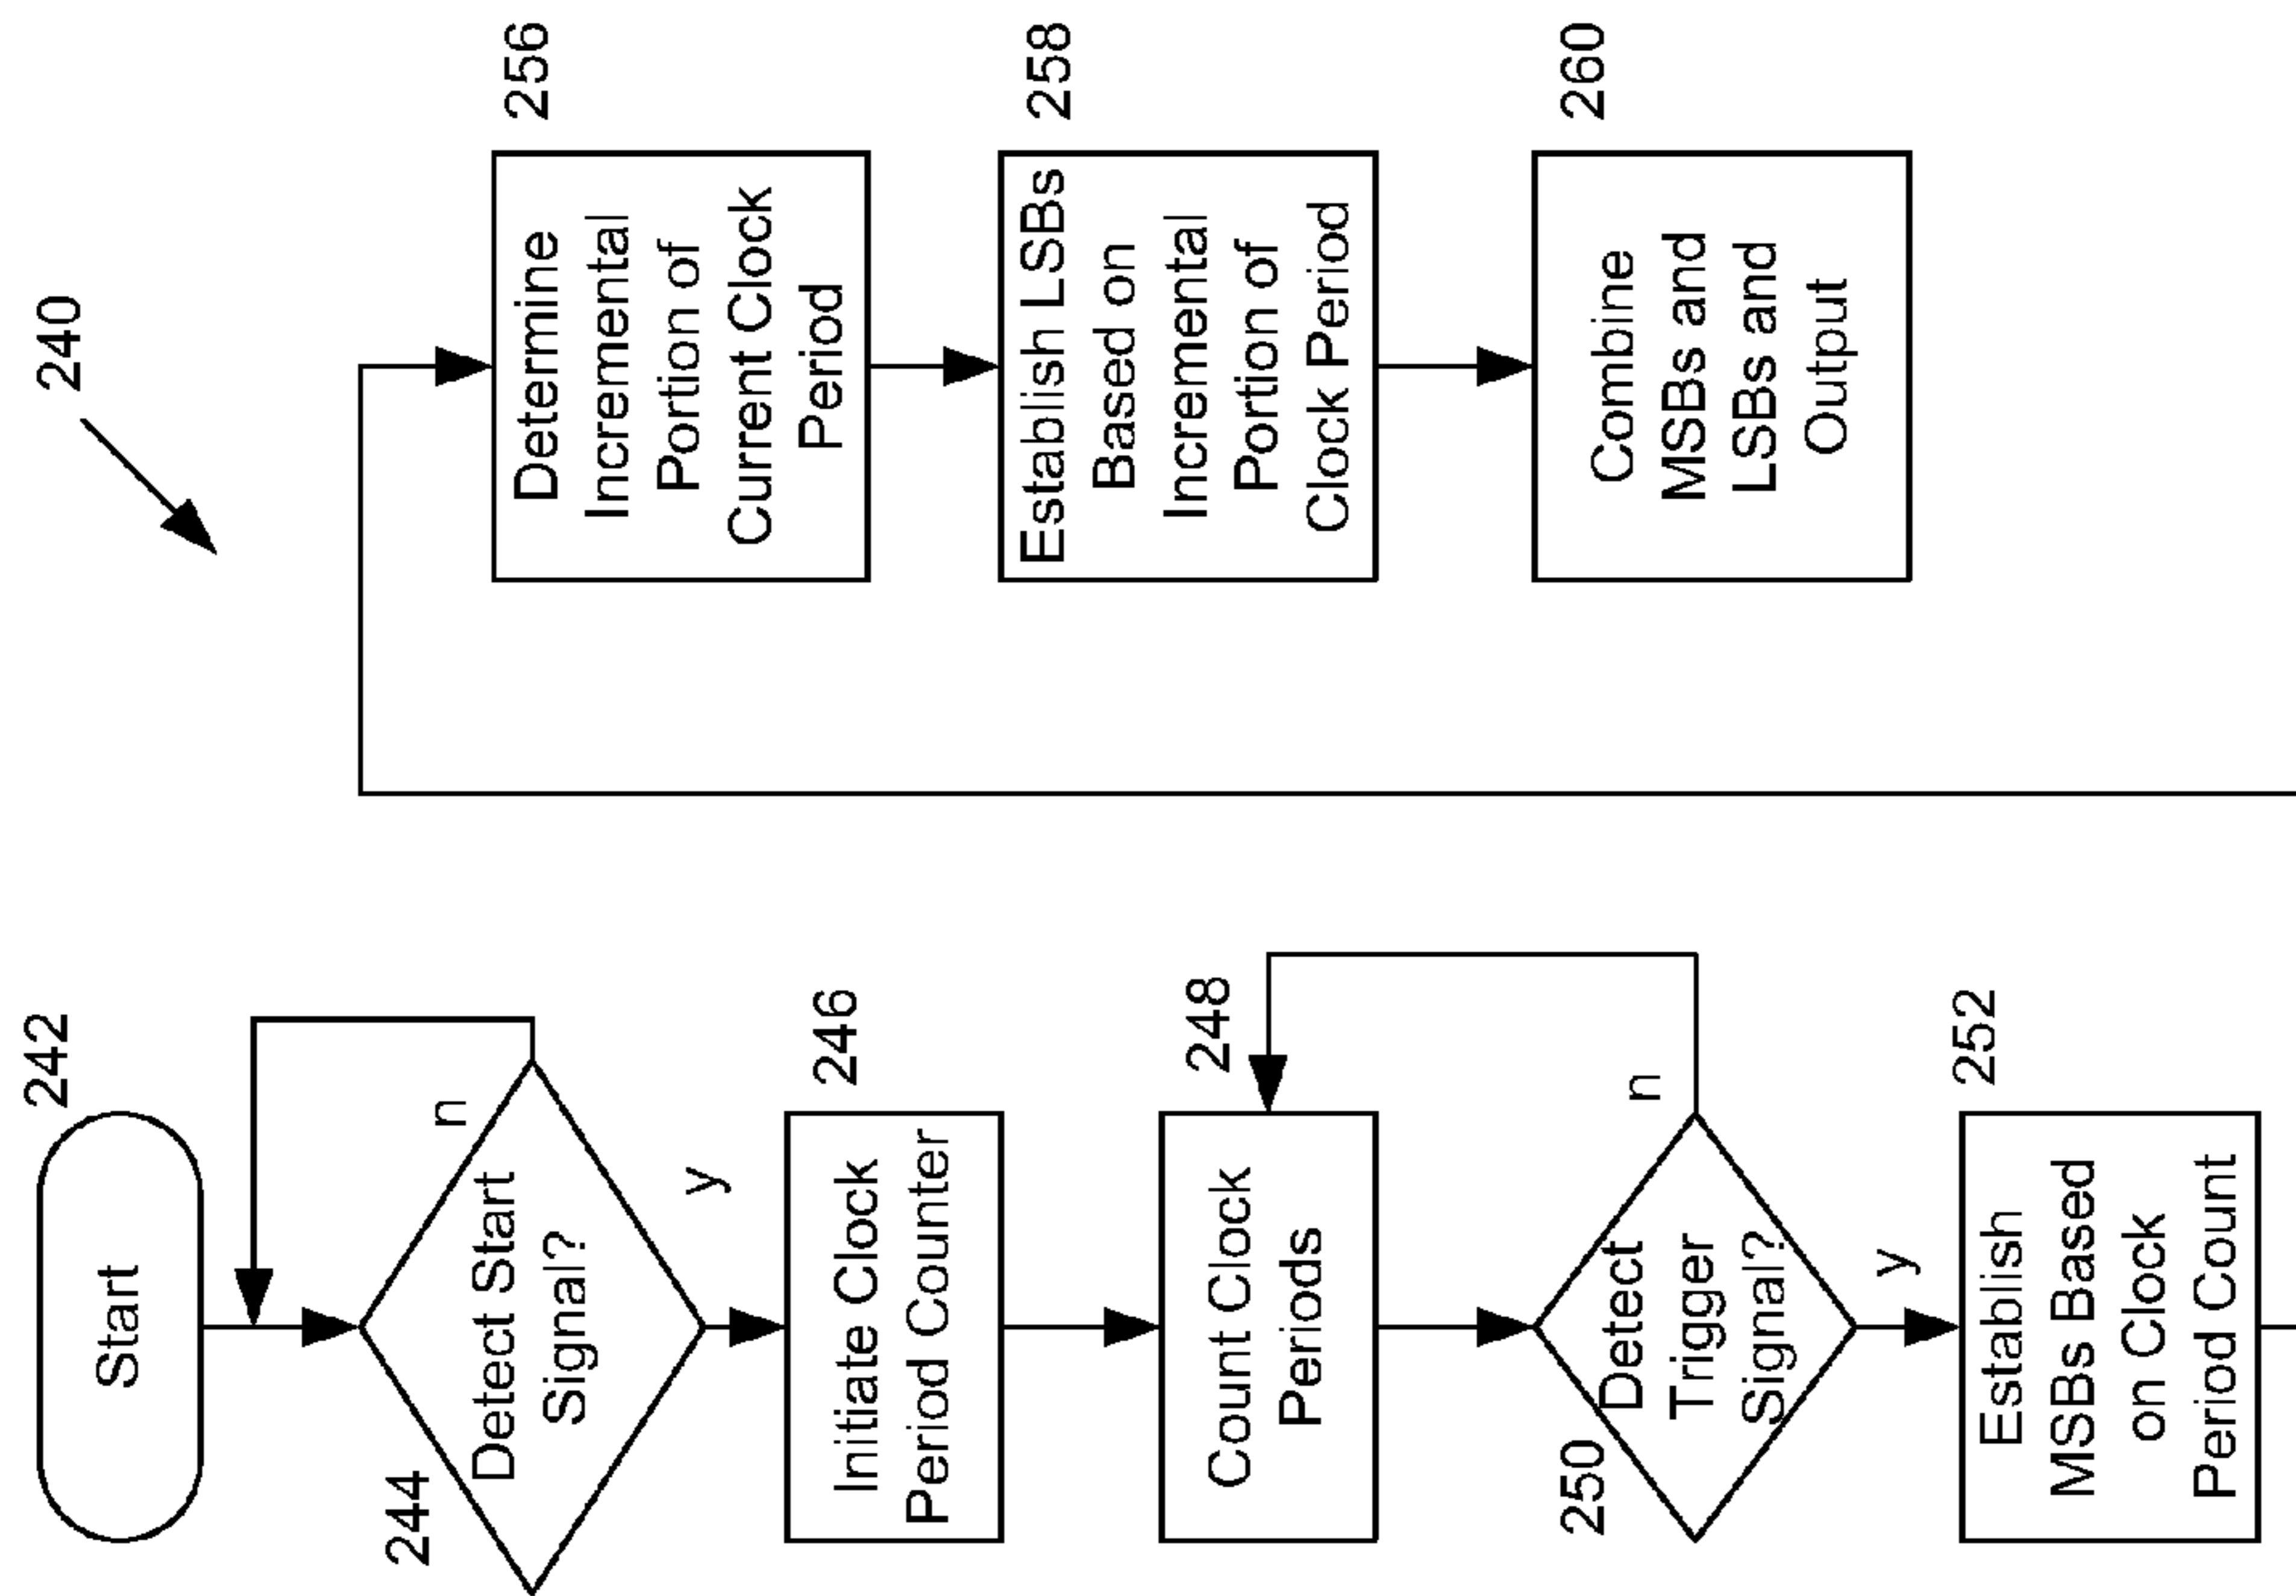 240
242
Start
244
Detect Start
Signal?
n
y
246
Initiate Clock
Period Counter
248
Count Clock
Periods
250
Detect
Trigger
Signal?
n
y
252
Establish
MSBs Based
on Clock
Period Count
256
Determine
Incremental
Portion of
Current Clock
Period
258
Establish LSBs
Based on
Incremental
Portion of
Clock Period
260
Combine
MSBs and
LSBs and
Output